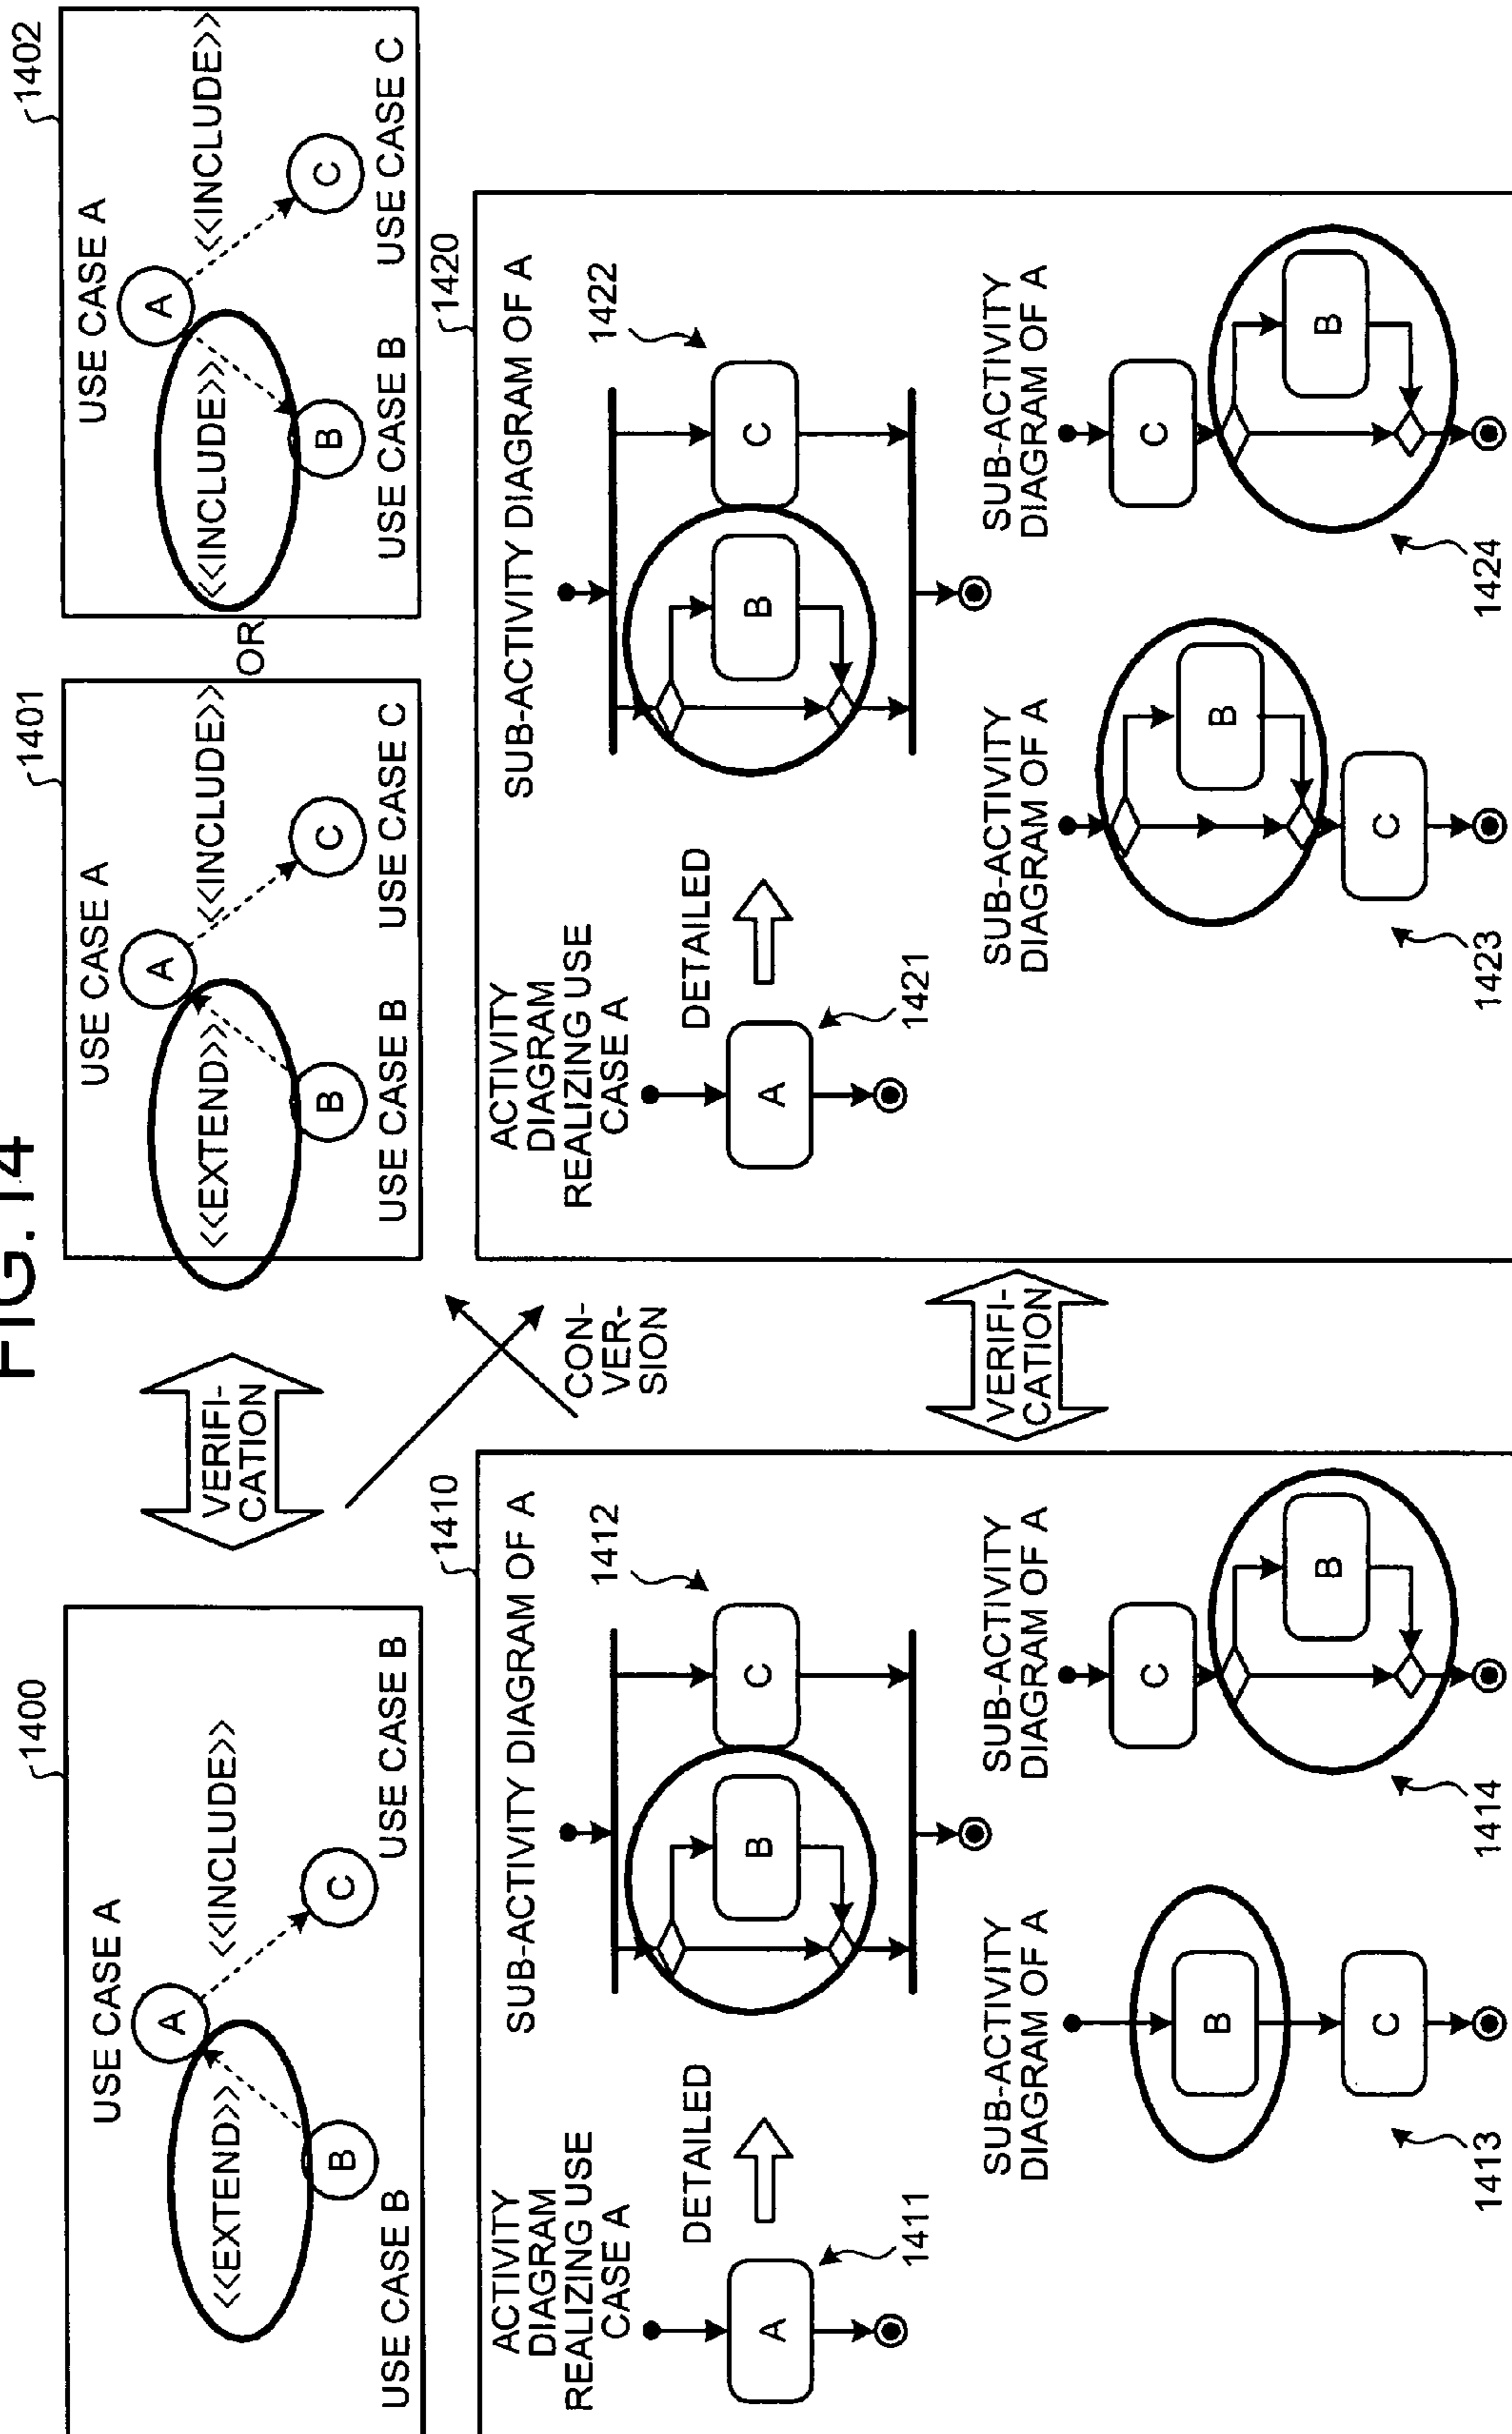 FIG.14
1400
USE CASE A
<<EXTEND>>
<<INCLUDE>>
A
B
C
USE CASE B
USE CASE B
VERIFI-
CATION
1401
USE CASE A
<<EXTEND>>
<<INCLUDE>>
A
B
C
USE CASE B
USE CASE C
OR
1402
USE CASE A
<<INCLUDE>>
<<INCLUDE>>
A
B
C
USE CASE B
USE CASE C
CON-
VER-
SION
1410
ACTIVITY
DIAGRAM
REALIZING USE
CASE A
A
1411
DETAILED
SUB-ACTIVITY DIAGRAM OF A
1412
B
C
SUB-ACTIVITY
DIAGRAM OF A
B
C
1413
SUB-ACTIVITY
DIAGRAM OF A
C
B
1414
VERIFI-
CATION
1420
ACTIVITY
DIAGRAM
REALIZING USE
CASE A
A
1421
DETAILED
SUB-ACTIVITY DIAGRAM OF A
1422
B
C
SUB-ACTIVITY
DIAGRAM OF A
B
C
1423
SUB-ACTIVITY
DIAGRAM OF A
C
B
1424